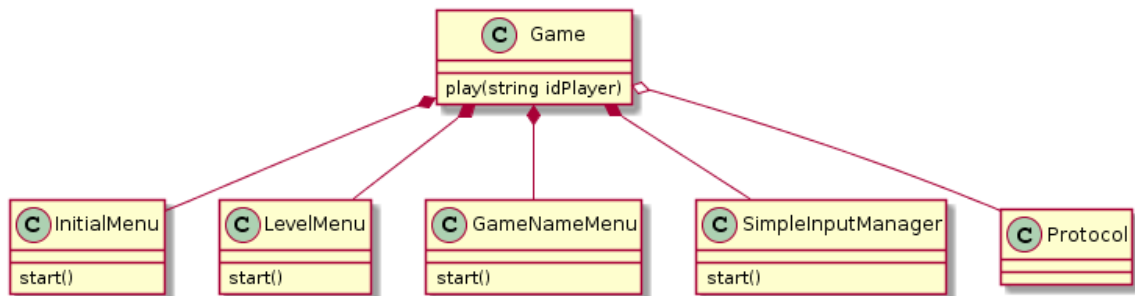 C Game
play(string idPlayer)
C InitialMenu
start()
C LevelMenu
start()
C GameNameMenu
start()
C SimpleInputManager
start()
C Protocol